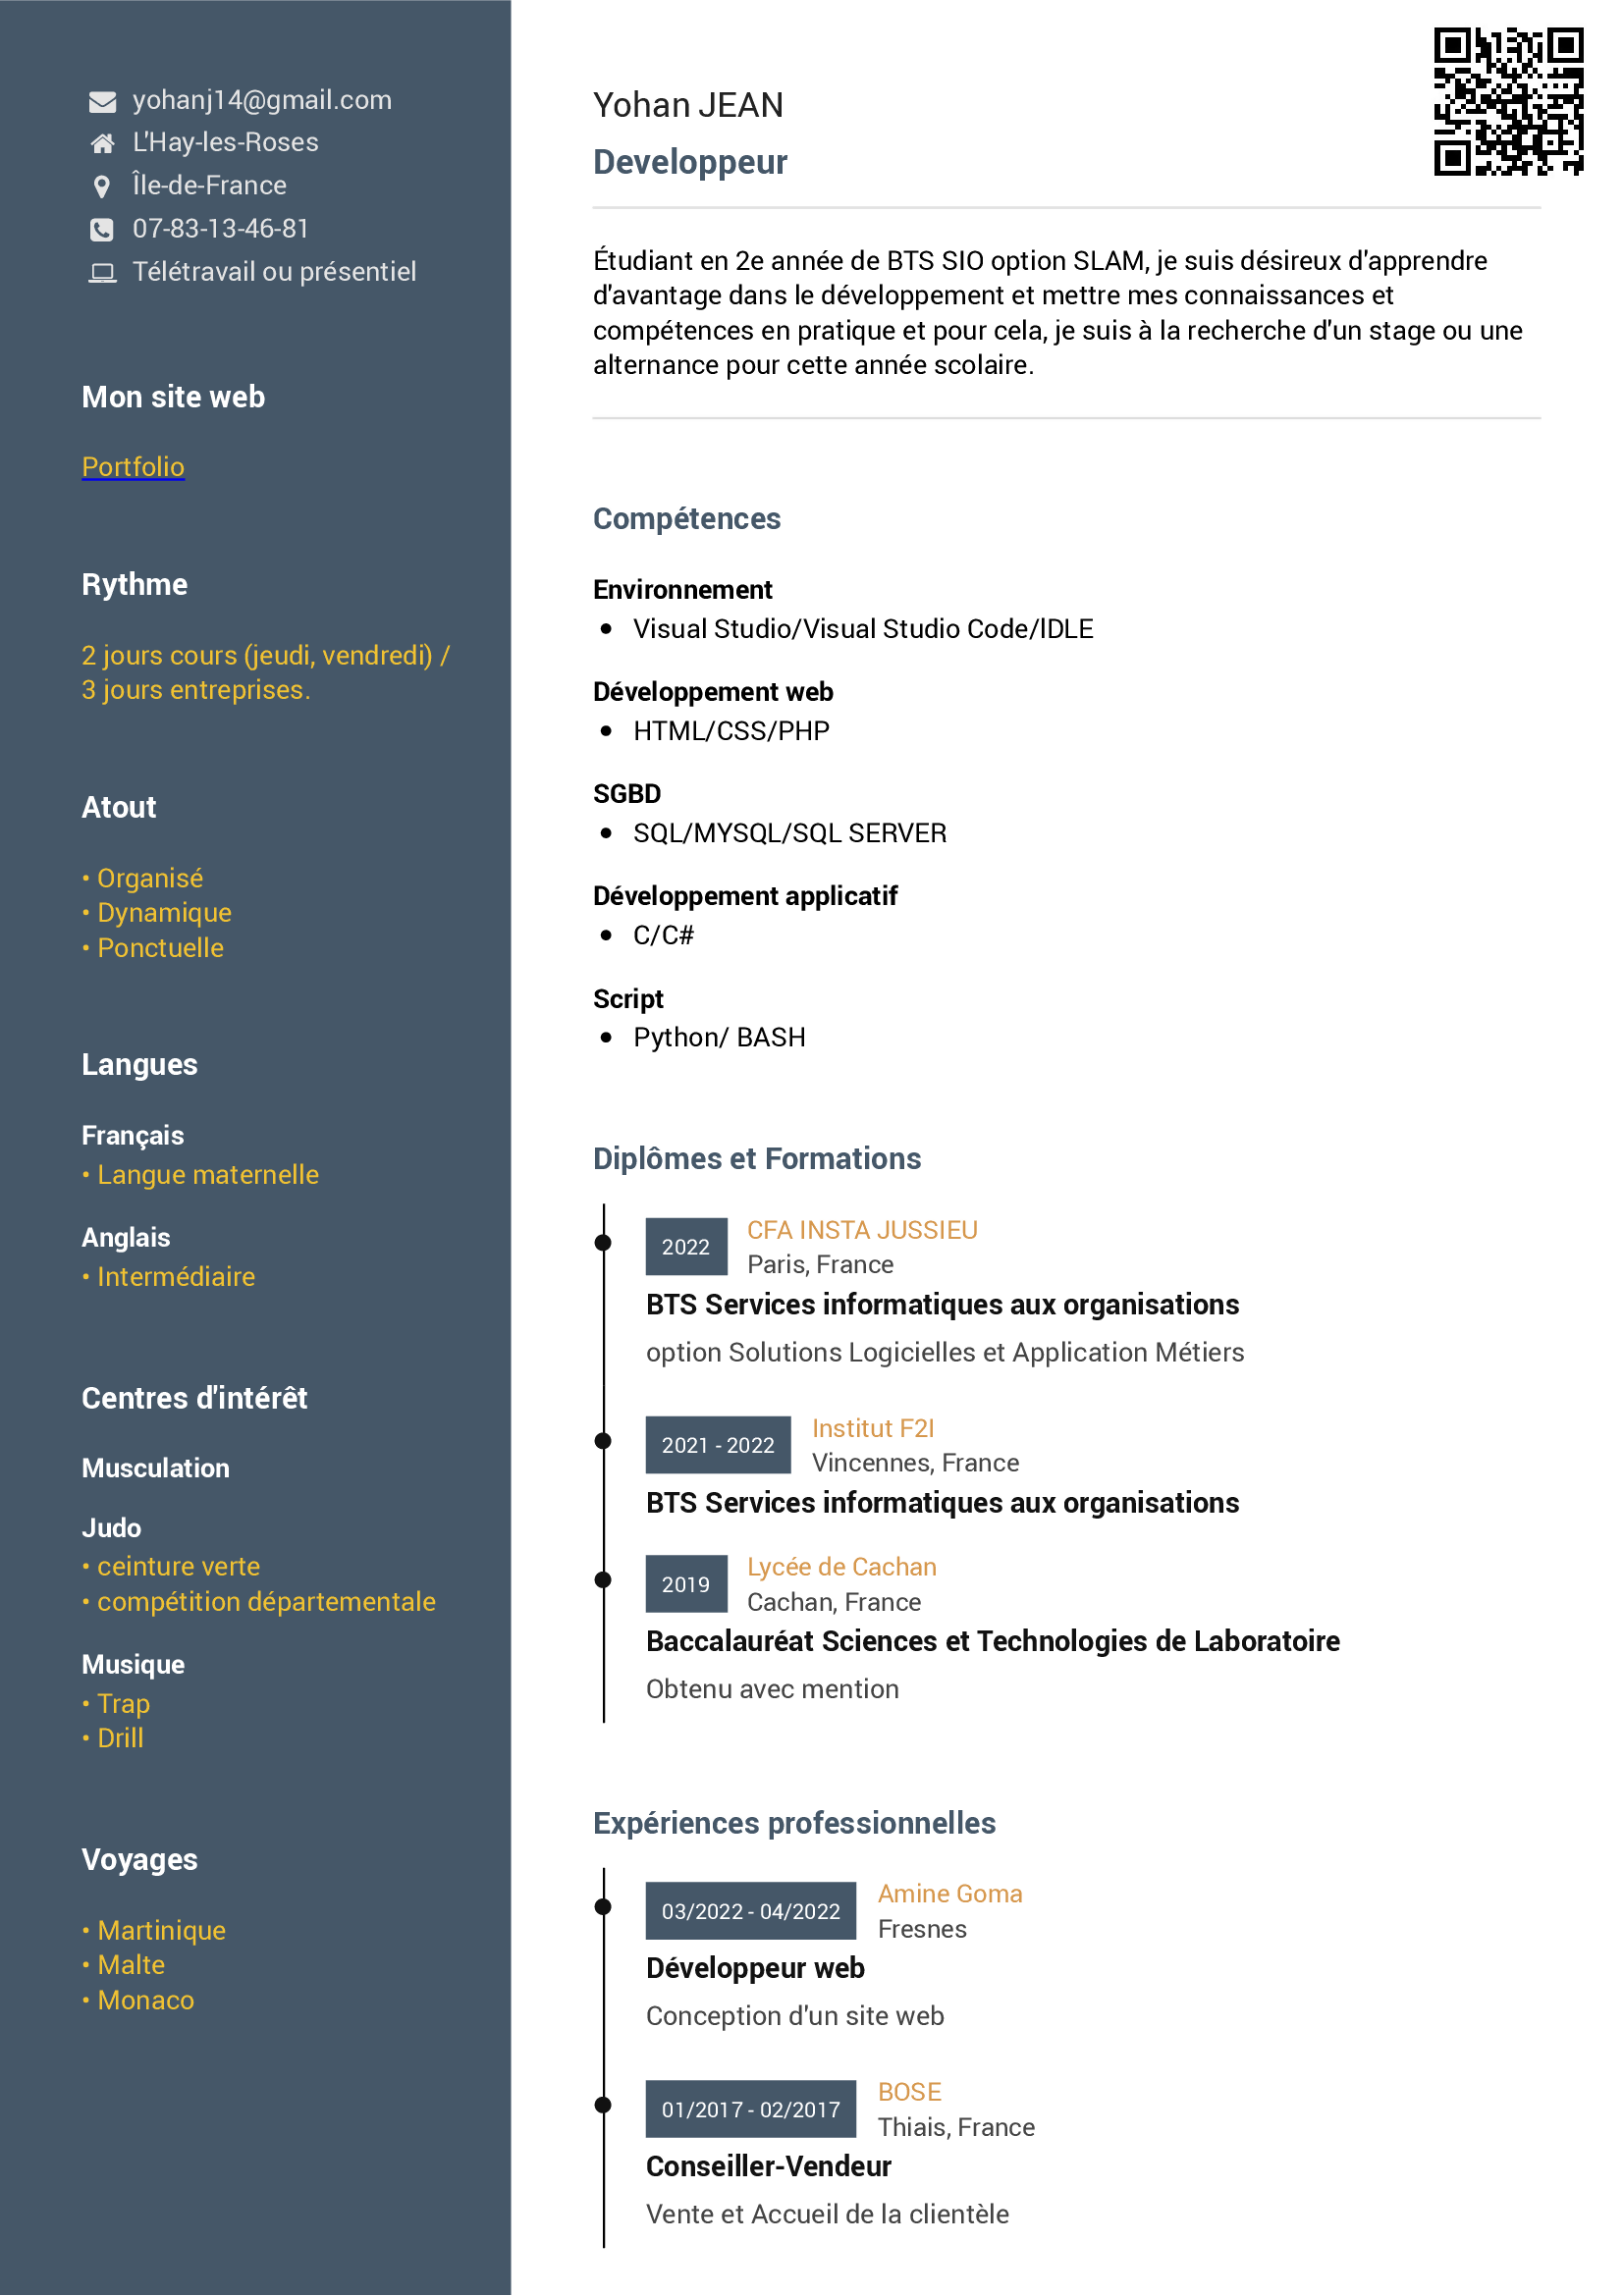 yohanj14@gmail.com
L'Hay-les-Roses
Île-de-France
07-83-13-46-81
Télétravail ou présentiel
Mon site web
Portfolio
Rythme
2 jours cours (jeudi, vendredi) /
3 jours entreprises.
Atout
• Organisé
• Dynamique
• Ponctuelle
Langues
Français
• Langue maternelle
Anglais
• Intermédiaire
Centres d'intérêt
Musculation
Judo
• ceinture verte
• compétition départementale
Musique
• Trap
• Drill
Voyages
• Martinique
• Malte
• Monaco
Yohan JEAN
Developpeur
Étudiant en 2e année de BTS SIO option SLAM, je suis désireux d'apprendre
d'avantage dans le développement et mettre mes connaissances et
compétences en pratique et pour cela, je suis à la recherche d'un stage ou une
alternance pour cette année scolaire.
Compétences
Environnement
• Visual Studio/Visual Studio Code/IDLE
Développement web
• HTML/CSS/PHP
SGBD
• SQL/MYSQL/SQL SERVER
Développement applicatif
• C/C#
Script
• Python/ BASH
Diplômes et Formations
2022
CFA INSTA JUSSIEU
Paris, France
BTS Services informatiques aux organisations
option Solutions Logicielles et Application Métiers
2021 - 2022
Institut F2I
Vincennes, France
BTS Services informatiques aux organisations
2019
Lycée de Cachan
Cachan, France
Baccalauréat Sciences et Technologies de Laboratoire
Obtenu avec mention
Expériences professionnelles
03/2022 - 04/2022
Amine Goma
Fresnes
Développeur web
Conception d'un site web
01/2017 - 02/2017
BOSE
Thiais, France
Conseiller-Vendeur
Vente et Accueil de la clientèle